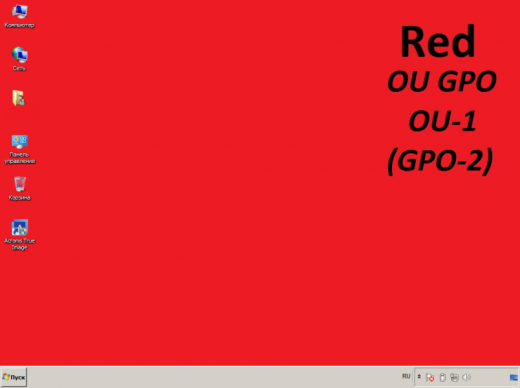 Компьютер
Сеть
Панель
управления
Корзина
Acronis True
Image
Red
OU GPO
OU-1
(GPO-2)
Пуск
RU